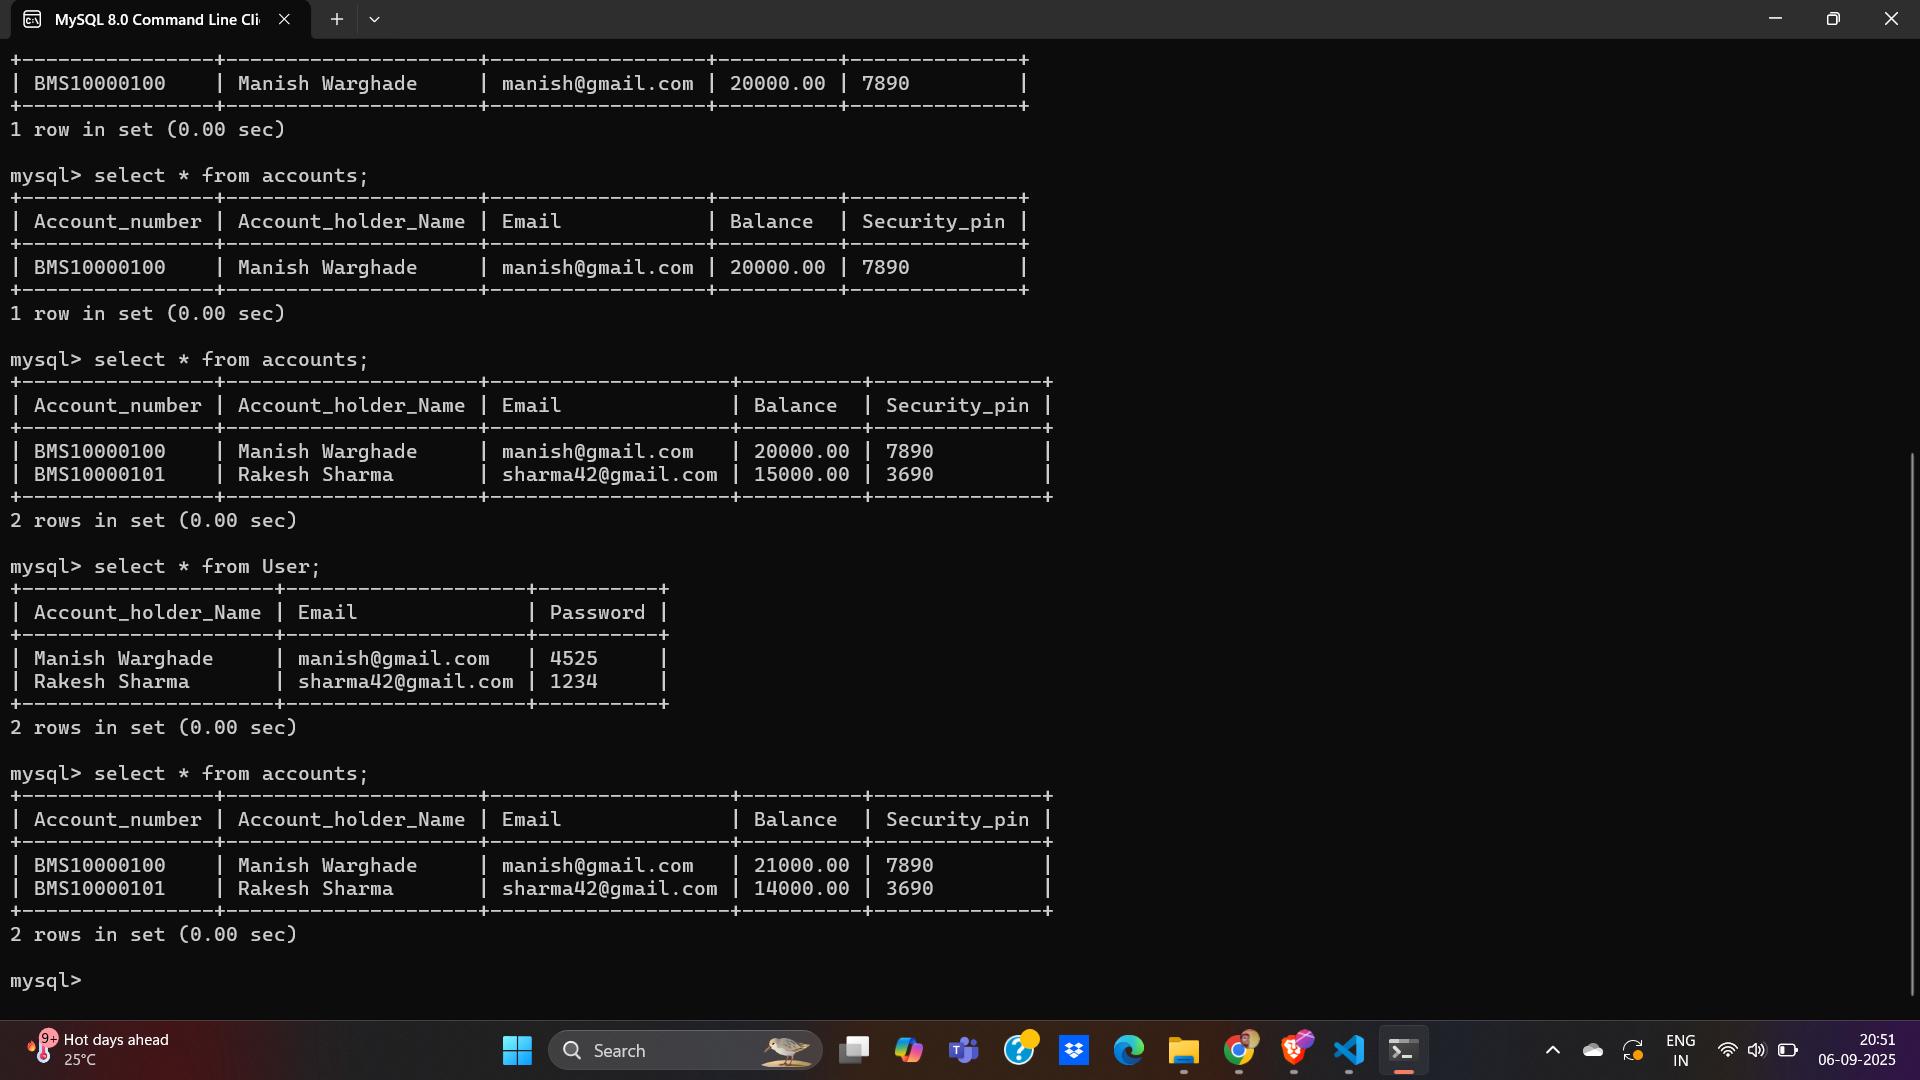 MySQL 8.0 Command Line Cli
+----------------+---------------------+-------------------+----------+--------------+
| BMS10000100    | Manish Warghade     | manish@gmail.com | 20000.00 | 7890         |
+----------------+---------------------+-------------------+----------+--------------+
1 row in set (0.00 sec)
mysql> select * from accounts;
+----------------+---------------------+-------------------+----------+--------------+
| Account_number | Account_holder_Name | Email            | Balance  | Security_pin |
+----------------+---------------------+-------------------+----------+--------------+
| BMS10000100    | Manish Warghade     | manish@gmail.com | 20000.00 | 7890         |
+----------------+---------------------+-------------------+----------+--------------+
1 row in set (0.00 sec)
mysql> select * from accounts;
+----------------+---------------------+--------------------+----------+--------------+
| Account_number | Account_holder_Name | Email              | Balance  | Security_pin |
+----------------+---------------------+--------------------+----------+--------------+
| BMS10000100    | Manish Warghade     | manish@gmail.com   | 20000.00 | 7890         |
| BMS10000101    | Rakesh Sharma       | sharma42@gmail.com | 15000.00 | 3690         |
+----------------+---------------------+--------------------+----------+--------------+
2 rows in set (0.00 sec)
mysql> select * from User;
+---------------------+--------------------+----------+
| Account_holder_Name | Email              | Password |
+---------------------+--------------------+----------+
| Manish Warghade     | manish@gmail.com   | 4525     |
| Rakesh Sharma       | sharma42@gmail.com | 1234     |
+---------------------+--------------------+----------+
2 rows in set (0.00 sec)
mysql> select * from accounts;
+----------------+---------------------+--------------------+----------+--------------+
| Account_number | Account_holder_Name | Email              | Balance  | Security_pin |
+----------------+---------------------+--------------------+----------+--------------+
| BMS10000100    | Manish Warghade     | manish@gmail.com   | 21000.00 | 7890         |
| BMS10000101    | Rakesh Sharma       | sharma42@gmail.com | 14000.00 | 3690         |
+----------------+---------------------+--------------------+----------+--------------+
2 rows in set (0.00 sec)
mysql>
9+ Hot days ahead
25°C
Search
ENG
IN
20:51
06-09-2025